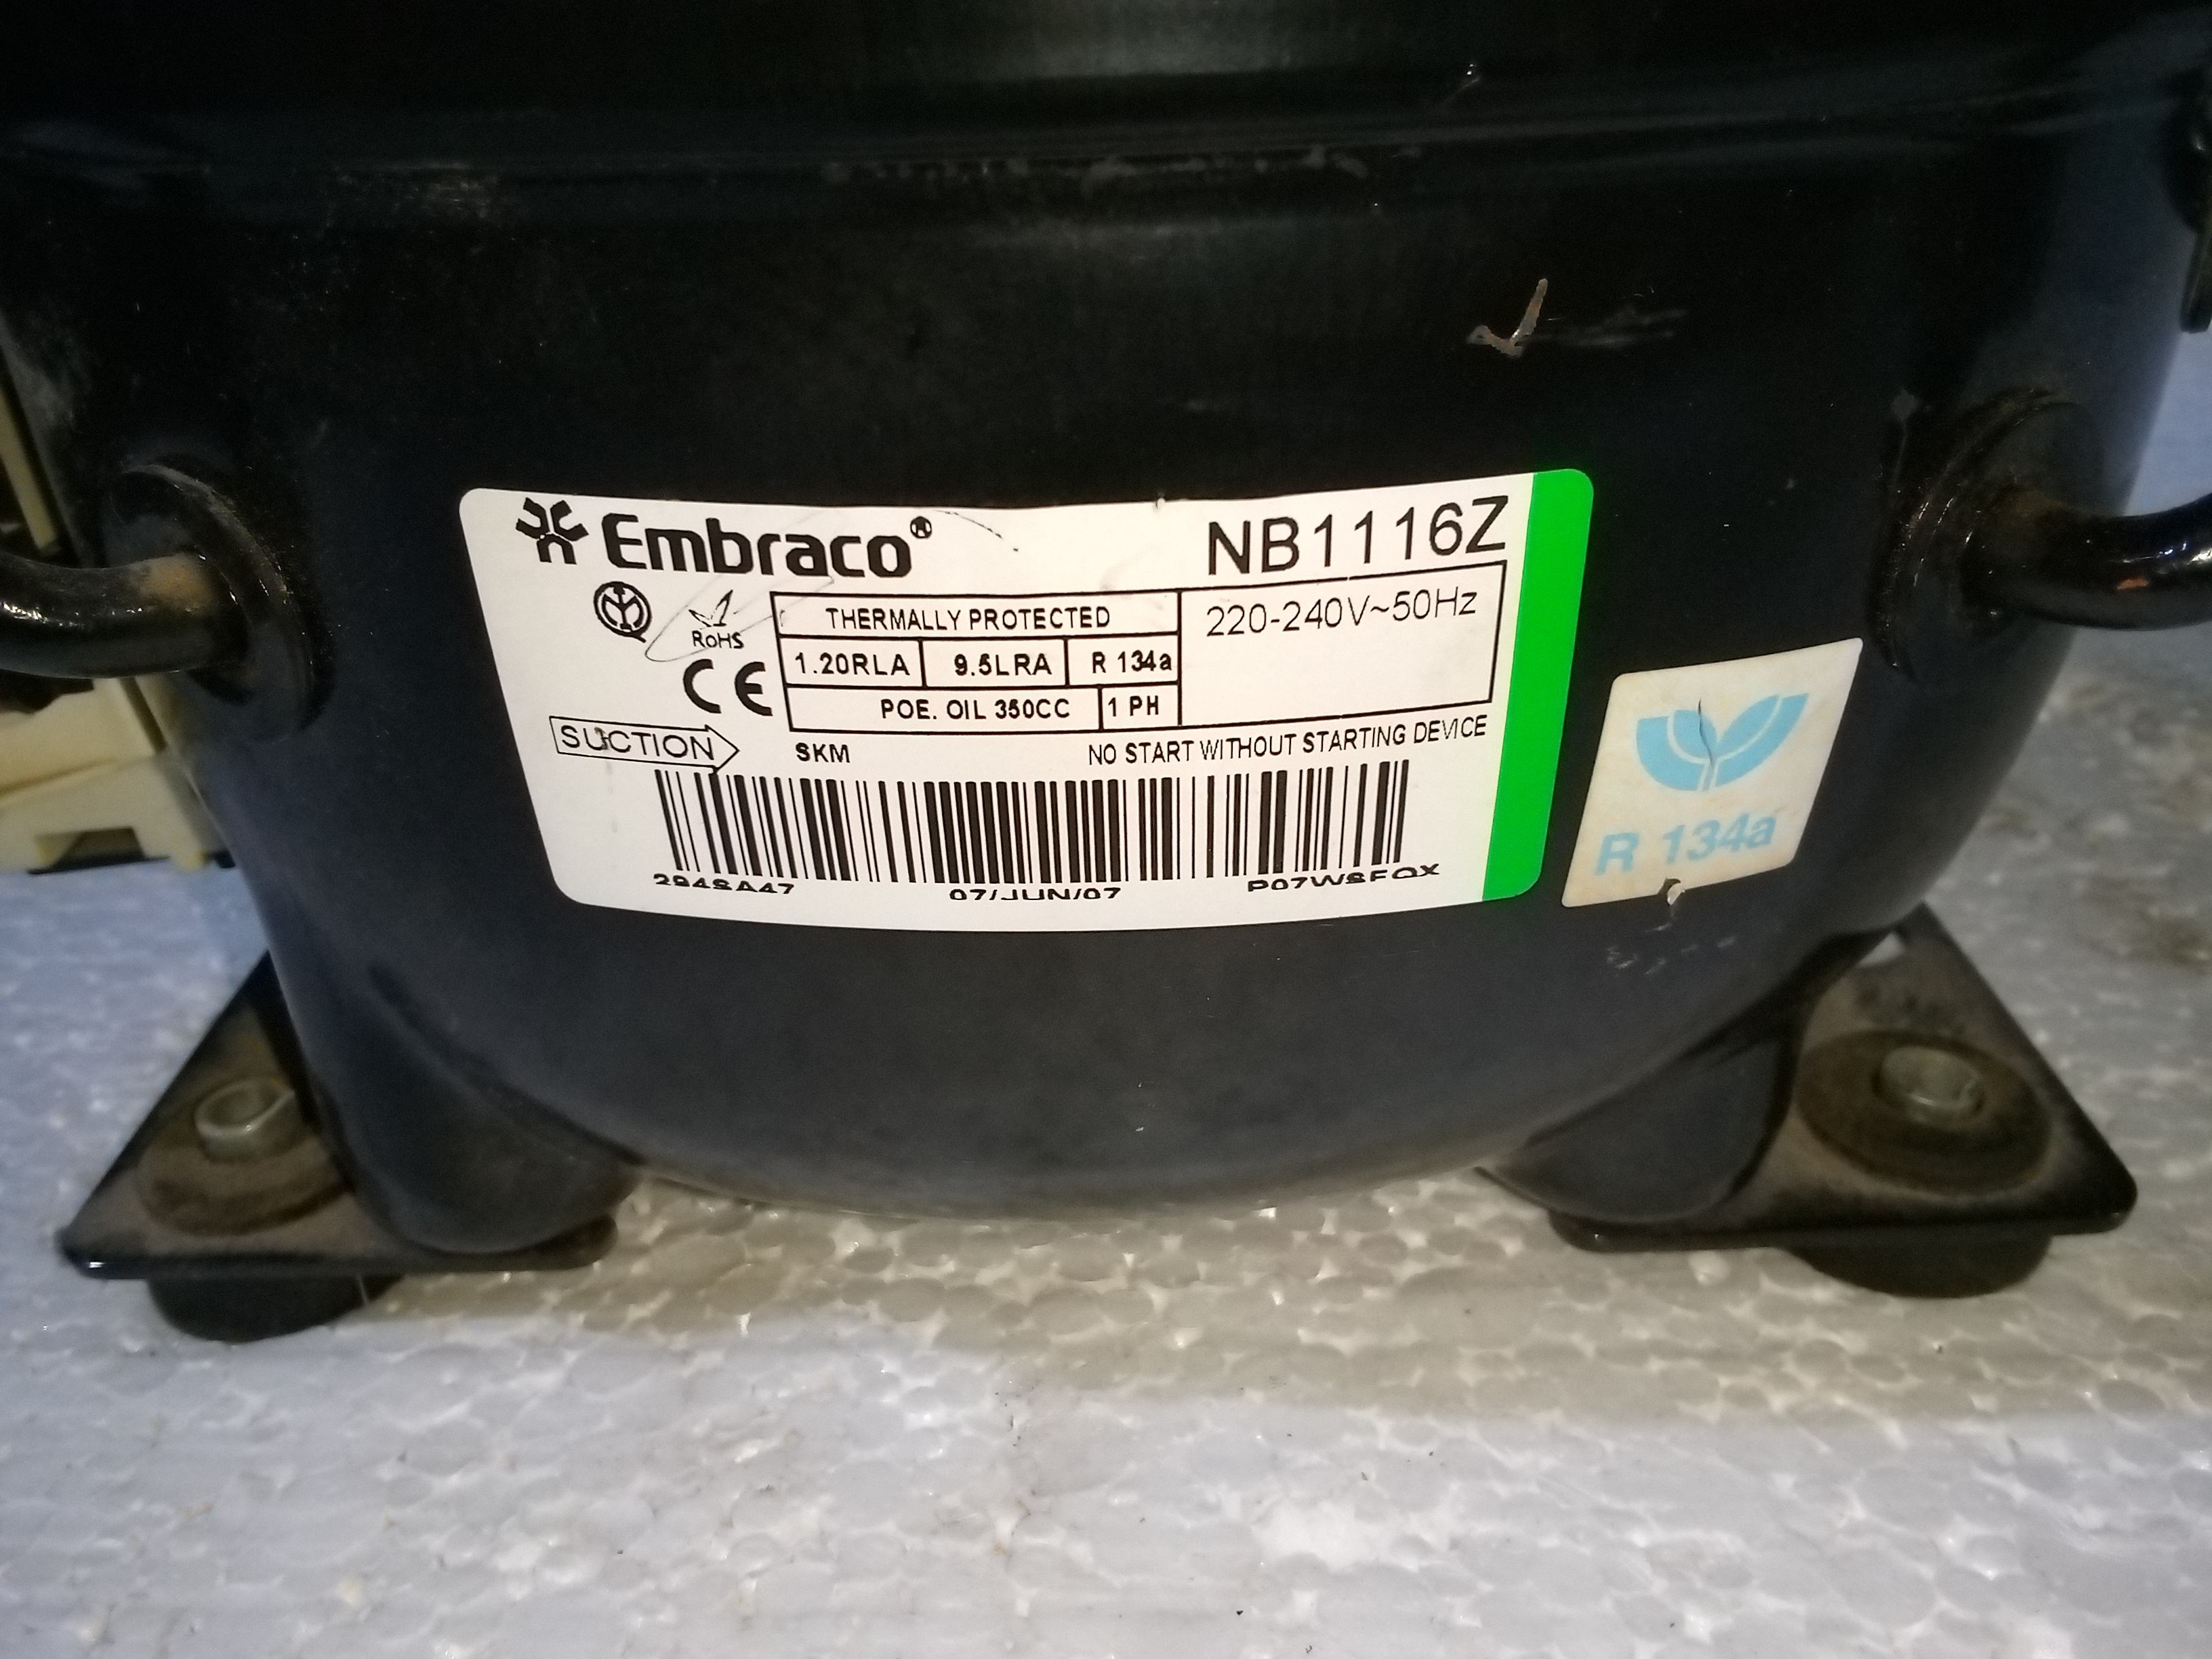 Embraco®
NB1116Z
RoHS
CE
THERMALLY PROTECTED
220-240V~50Hz
1.20RLA 9.5LRA R 134a
POE. OIL 350CC 1 PH
SUCTION
SKM
NO START WITHOUT STARTING DEVICE
294SA47 07/JUN/07
R 134a